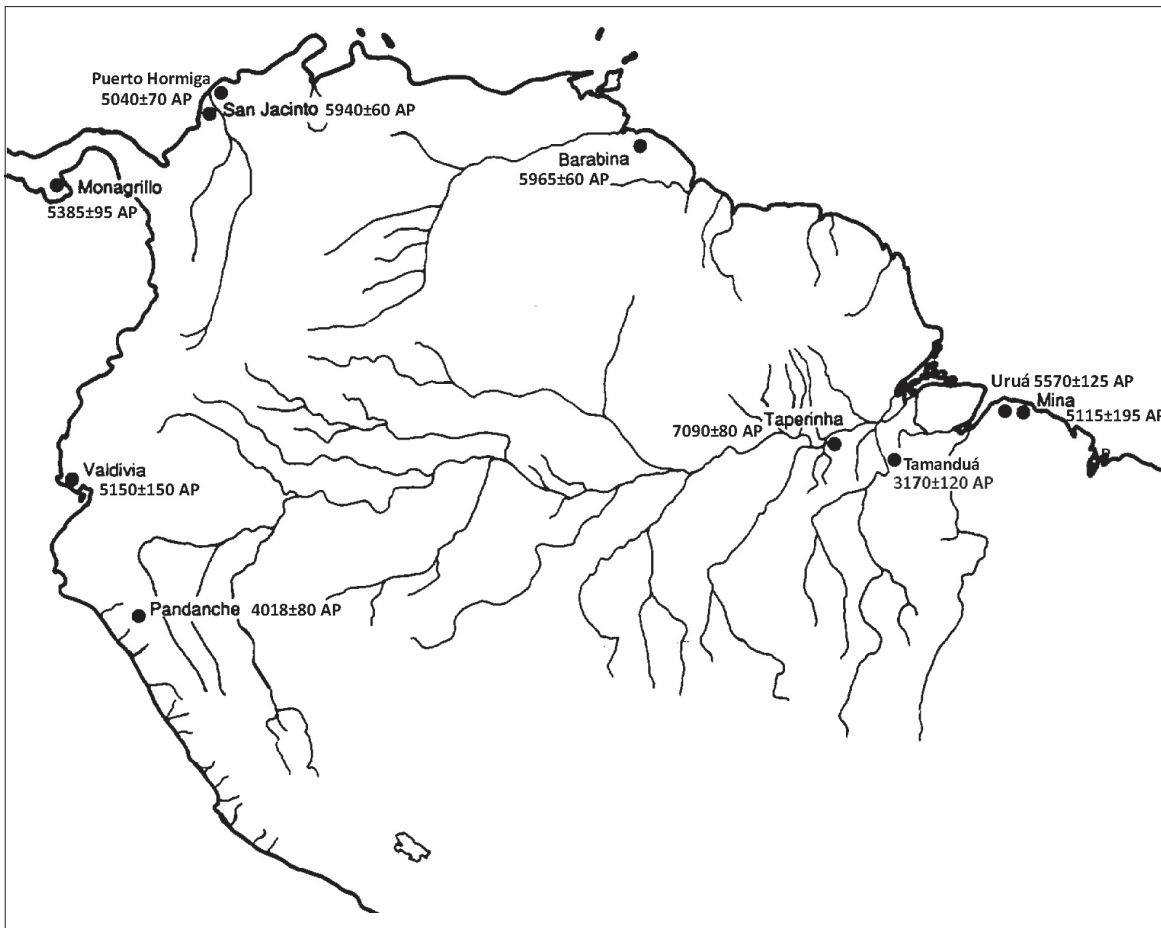 Puerto Hormiga
5040±70 AP
San Jacinto 5940±60 AP
Barabina
5965±60 AP
Monagrillo
5385±95 AP
Uruá 5570±125 AP
Mina
5115±195 AP
Taperinha
7090±80 AP
Tamanduá
3170±120 AP
Valdivia
5150±150 AP
Pandanche 4018±80 AP